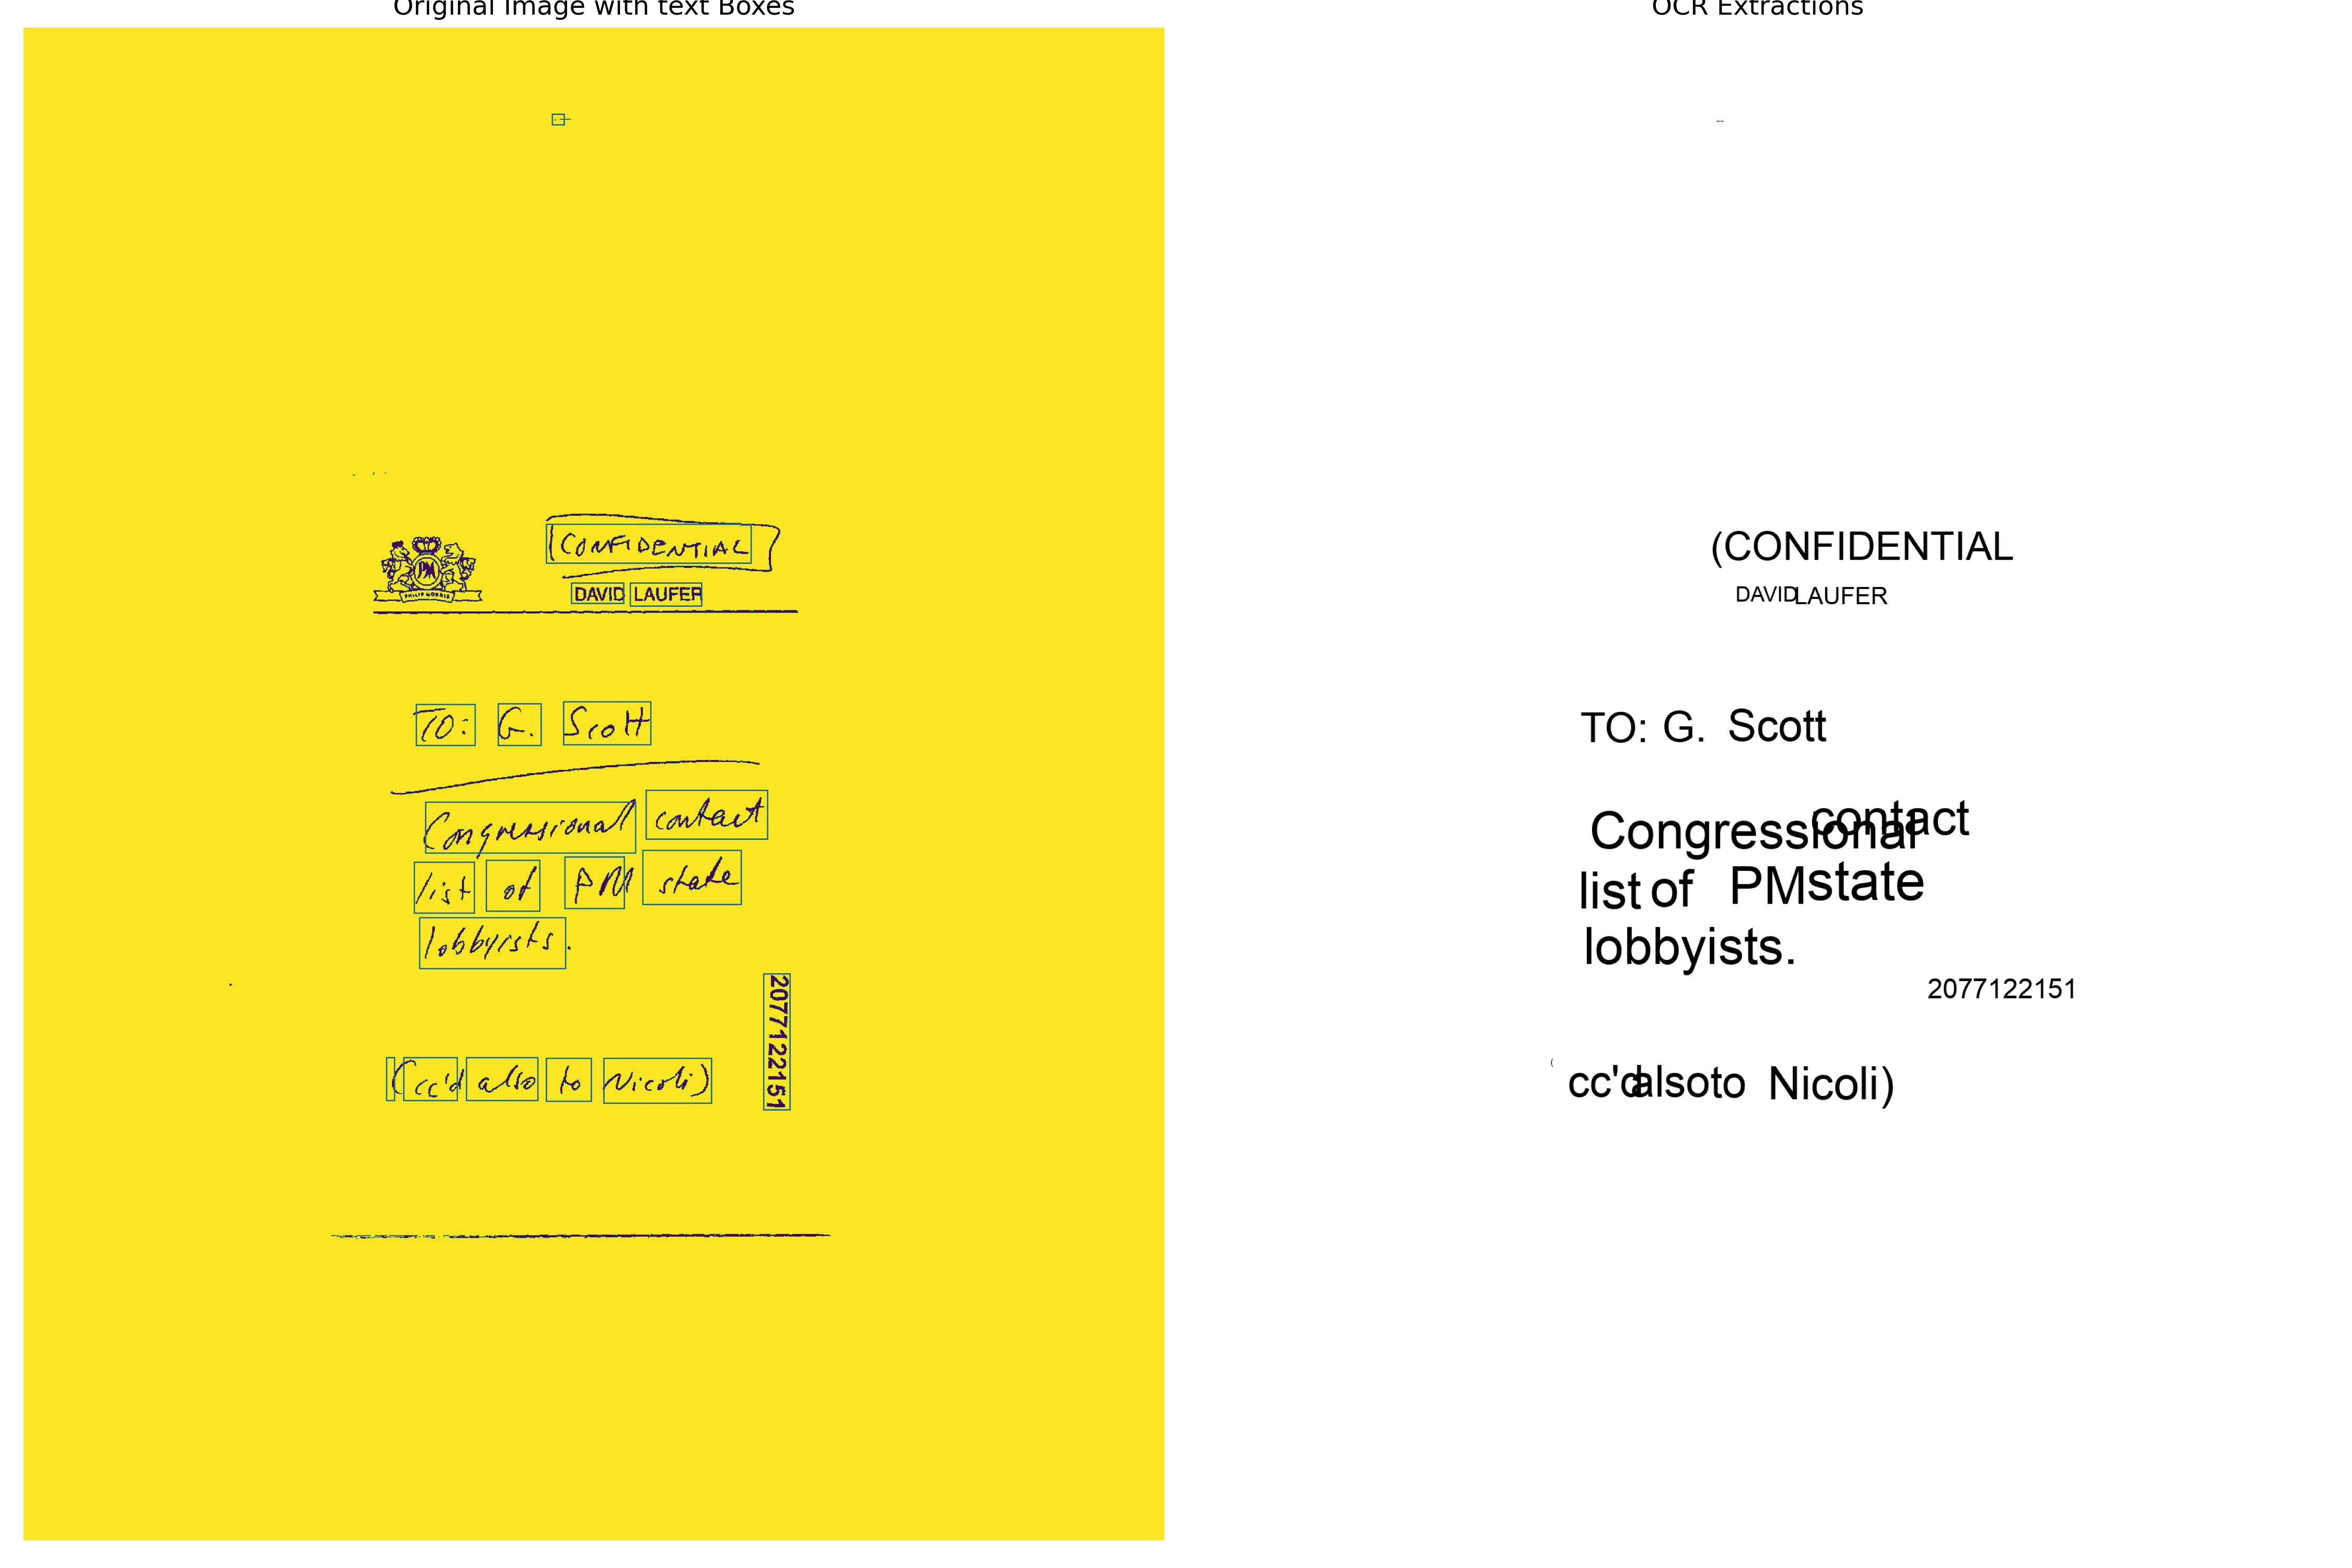 Original Image with text Boxes
CONFIDENTIAL
PM
PHILIP MORRIS
DAVID LAUFER
TO: G. Scott
Congressional contact
list of PM state
lobbyists.
2077122151
(cc'd also to Nicoli)
OCR Extractions
--
(CONFIDENTIAL
DAVID LAUFER
TO: G. Scott
Congressional contact
list of PM state
lobbyists.
2077122151
( cc'd also to Nicoli)